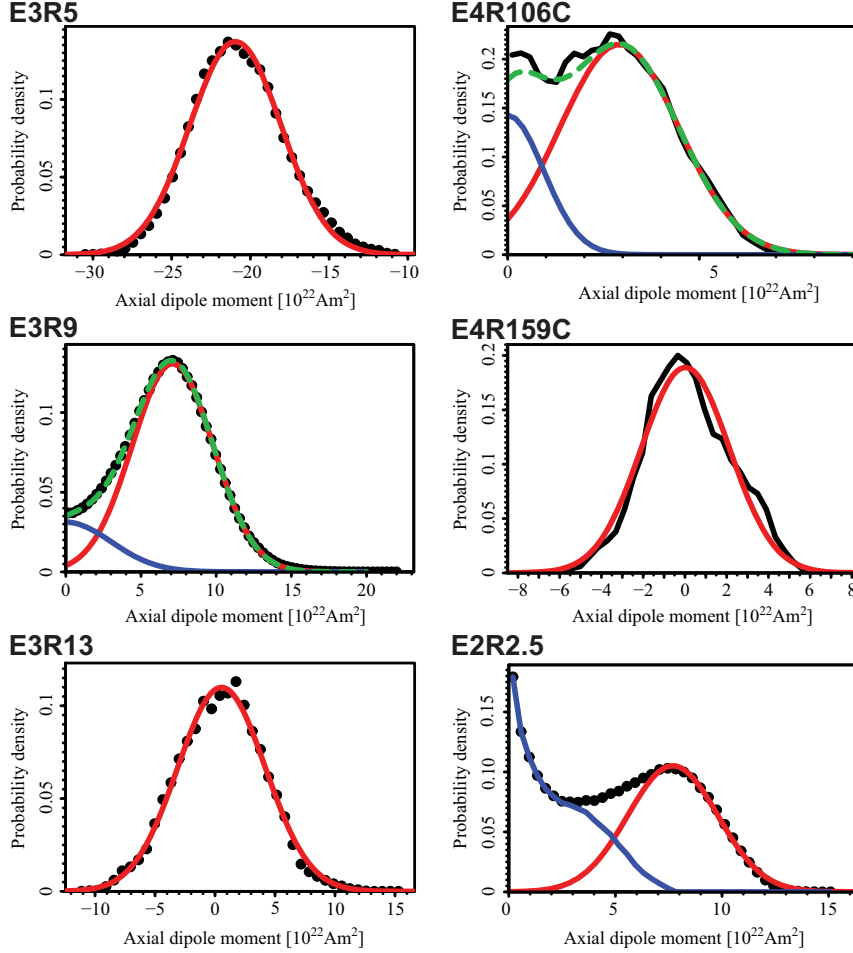 E3R5
Probability density
0.1
0.05
0
−30 −25 −20 −15 −10
Axial dipole moment [10²²Am²]
E4R106C
Probability density
0.2
0.15
0.1
0.05
0
0 5
Axial dipole moment [10²²Am²]
E3R9
Probability density
0.1
0.05
0
0 5 10 15 20
Axial dipole moment [10²²Am²]
E4R159C
Probability density
0.2
0.15
0.1
0.05
0
−8 −6 −4 −2 0 2 4 6 8
Axial dipole moment [10²²Am²]
E3R13
Probability density
0.1
0.05
0
−10 −5 0 5 10 15
Axial dipole moment [10²²Am²]
E2R2.5
Probability density
0.15
0.10
0.05
0
0 5 10 15
Axial dipole moment [10²²Am²]